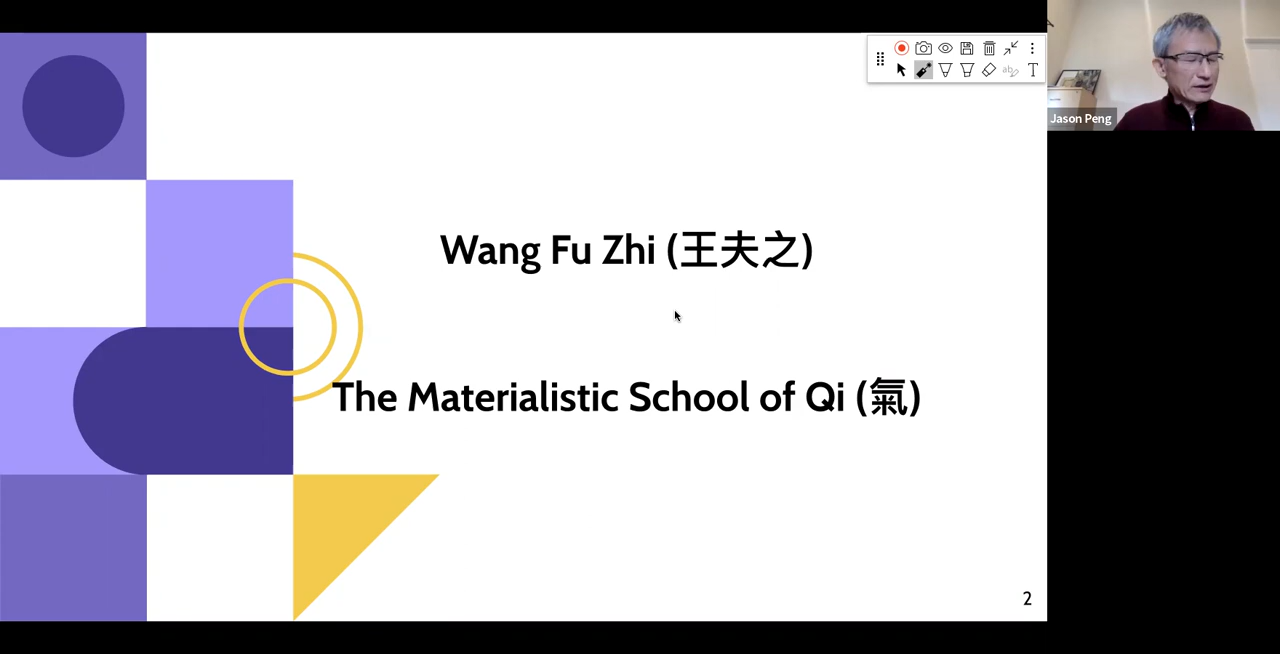 Jason Peng
Wang Fu Zhi (王夫之)
The Materialistic School of Qi (氣)
2